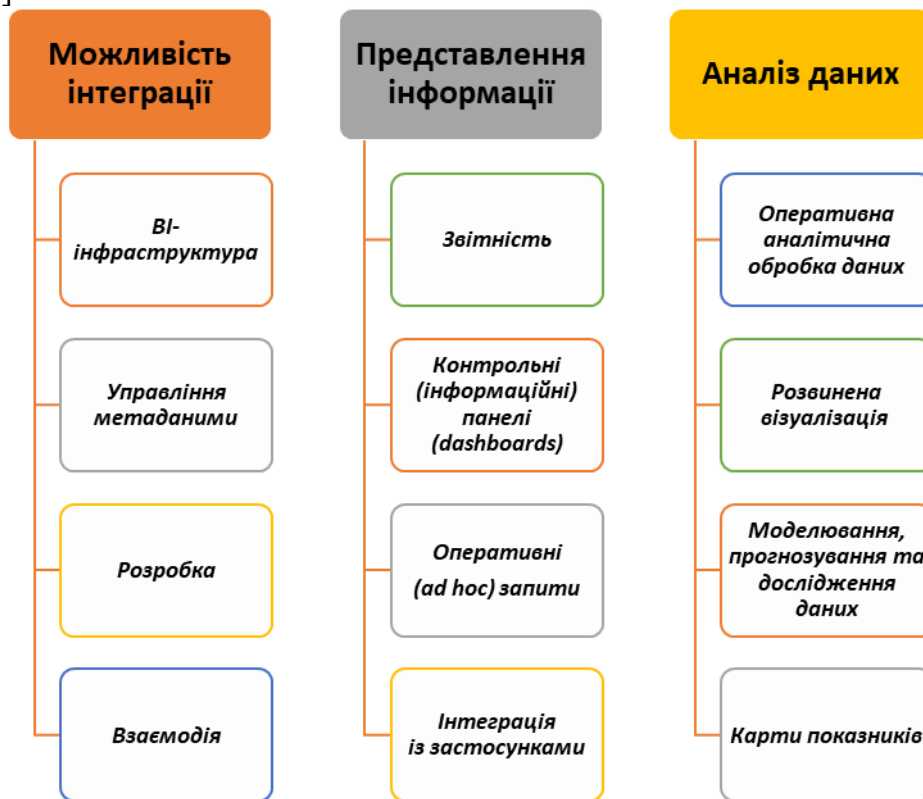 ]
Можливість
інтеграції
BI-
інфраструктура
Управління
метаданими
Розробка
Взаємодія
Представлення
інформації
Звітність
Контрольні
(інформаційні)
панелі
(dashboards)
Оперативні
(ad hoc) запити
Інтеграція
із застосунками
Аналіз даних
Оперативна
аналітична
обробка даних
Розвинена
візуалізація
Моделювання,
прогнозування та
дослідження
даних
Карти показників